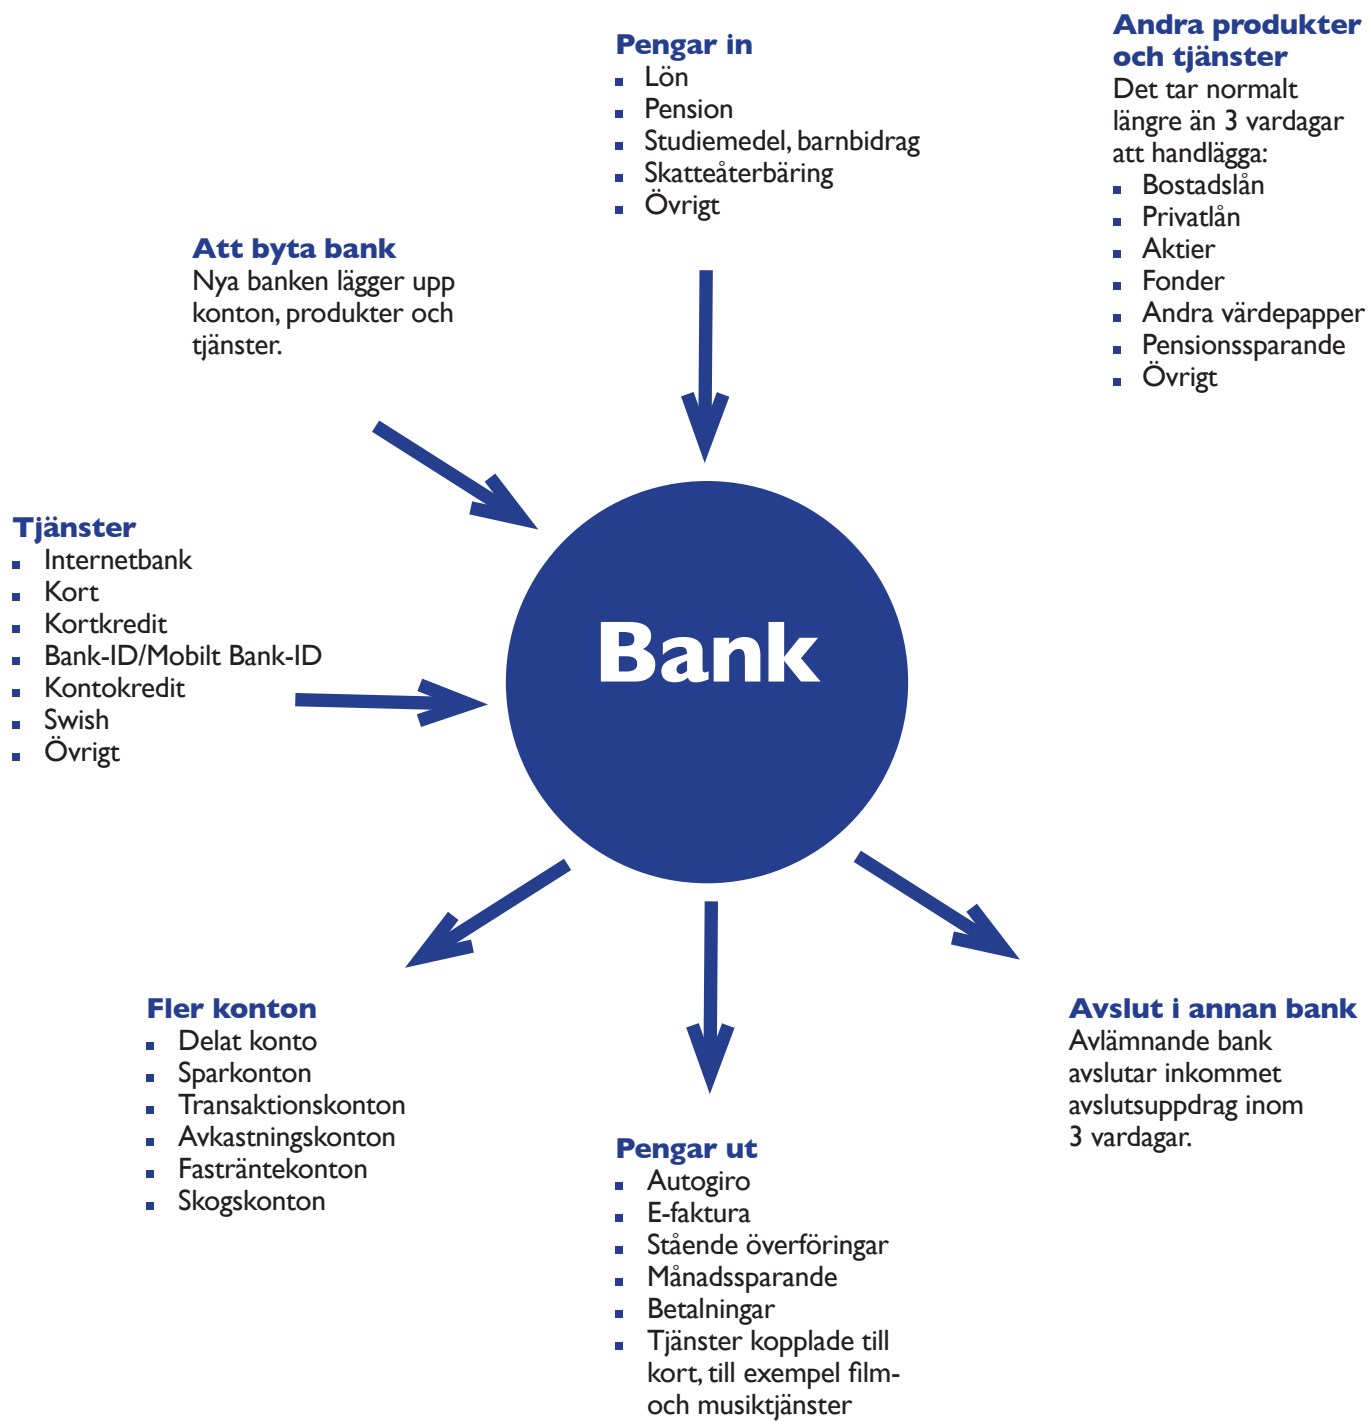 Pengar in
Lön
Pension
Studiemedel, barnbidrag
Skatteåterbäring
Övrigt
Andra produkter
och tjänster
Det tar normalt
längre än 3 vardagar
att handlägga:
Bostadslån
Privatlån
Aktier
Fonder
Andra värdepapper
Pensionssparande
Övrigt
Att byta bank
Nya banken lägger upp
konton, produkter och
tjänster.
Tjänster
Internetbank
Kort
Kortkredit
Bank-ID/Mobilt Bank-ID
Kontokredit
Swish
Övrigt
Bank
Fler konton
Delat konto
Sparkonton
Transaktionskonton
Avkastningskonton
Fasträntekonton
Skogskonton
Pengar ut
Autogiro
E-faktura
Stående överföringar
Månadssparande
Betalningar
Tjänster kopplade till
kort, till exempel film-
och musiktjänster
Avslut i annan bank
Avlämnande bank
avslutar inkommet
avslutsuppdrag inom
3 vardagar.